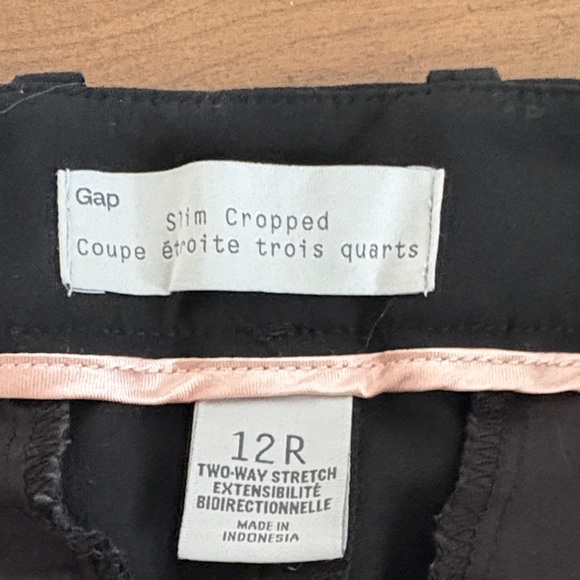 Gap
Slim Cropped
Coupe étroite trois quarts
12R
TWO-WAY STRETCH
EXTENSIBILITÉ
BIDIRECTIONNELLE
MADE IN
INDONESIA